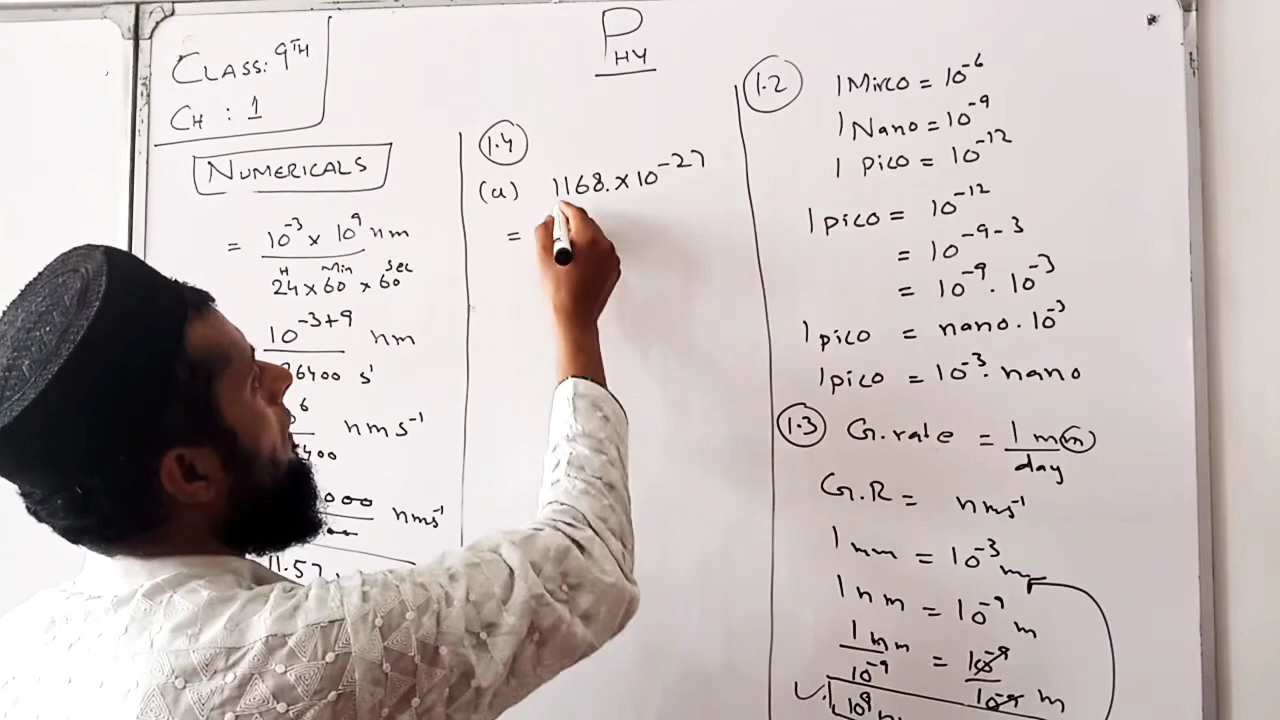 CLASS: 9TH
CH : 1
PHY
NUMERICALS
= 10⁻³ x 10⁹ nm
H Min Sec
24 x 60 x 60
10⁻³⁺⁹ nm
6400 s¹
6 nms⁻¹
400
000 nms⁻¹
11.57
1.4
(a) 1168. x 10⁻²⁷
=
1.2
1 Mirco = 10⁻⁶
1 Nano = 10⁻⁹
1 pico = 10⁻¹²
1 pico = 10⁻¹²
= 10⁻⁹⁻³
= 10⁻⁹ . 10⁻³
1 pico = nano . 10⁻³
1 pico = 10⁻³ . nano
1.3 G.rate = 1 mm
day
G.R = nms⁻¹
1 mm = 10⁻³ m
1 nm = 10⁻⁹ m
1 nm = 10⁻⁹
10⁻⁹ 10⁻⁹ m